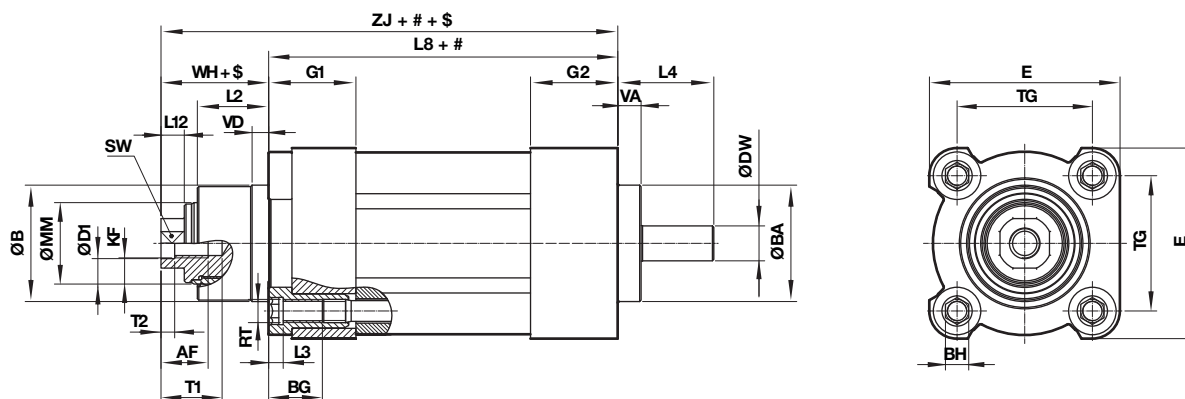 ZJ + # + $
L8 + #
WH + $
G1
G2
L4
L2
VA
VD
L12
SW
ØDW
ØB
ØMM
ØD1
KF
ØBA
T2
AF
T1
RT
L3
BG
E
TG
TG
E
BH